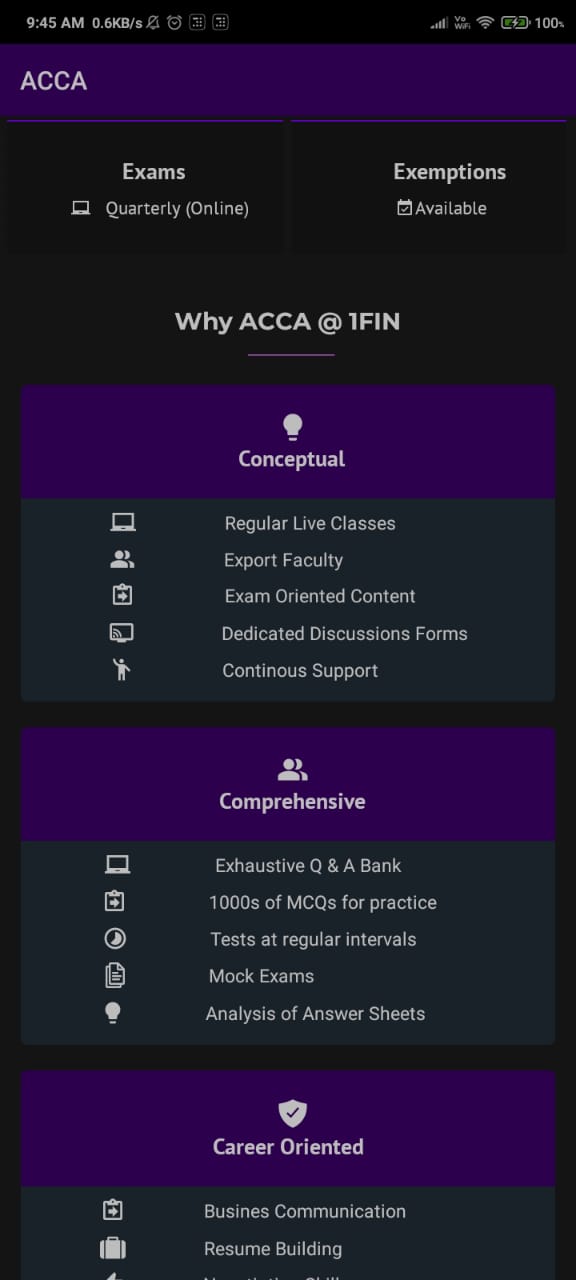 9:45 AM 0.6KB/s Vo WiFi 100%
ACCA
Exams
Quarterly (Online)
Exemptions
Available
Why ACCA @ 1FIN
Conceptual
Regular Live Classes
Export Faculty
Exam Oriented Content
Dedicated Discussions Forms
Continous Support
Comprehensive
Exhaustive Q & A Bank
1000s of MCQs for practice
Tests at regular intervals
Mock Exams
Analysis of Answer Sheets
Career Oriented
Busines Communication
Resume Building